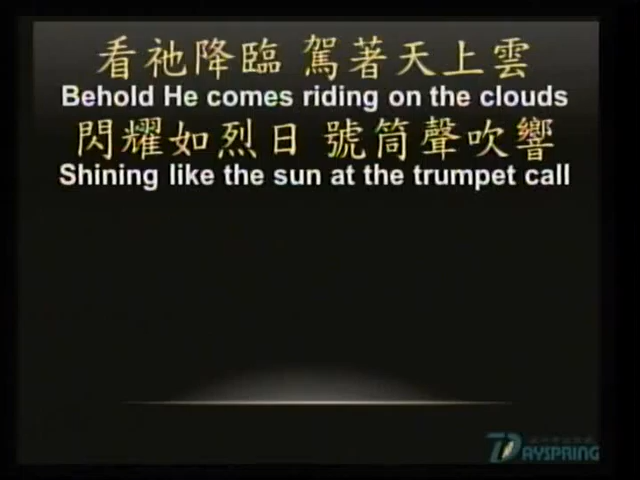 看祂降臨 駕著天上雲
Behold He comes riding on the clouds
閃耀如烈日 號筒聲吹響
Shining like the sun at the trumpet call
DAYSPRING